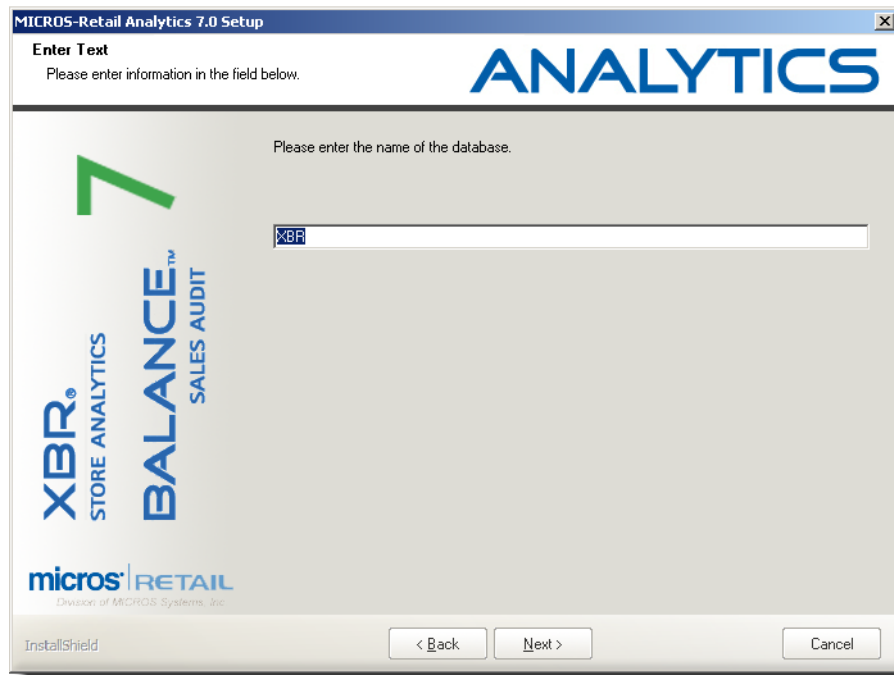 MICROS-Retail Analytics 7.0 Setup
Enter Text
Please enter information in the field below.
ANALYTICS
Please enter the name of the database.
XBR
7
XBR®
STORE ANALYTICS
BALANCE™
SALES AUDIT
micros® RETAIL
Division of MICROS Systems, Inc.
InstallShield
< Back
Next >
Cancel